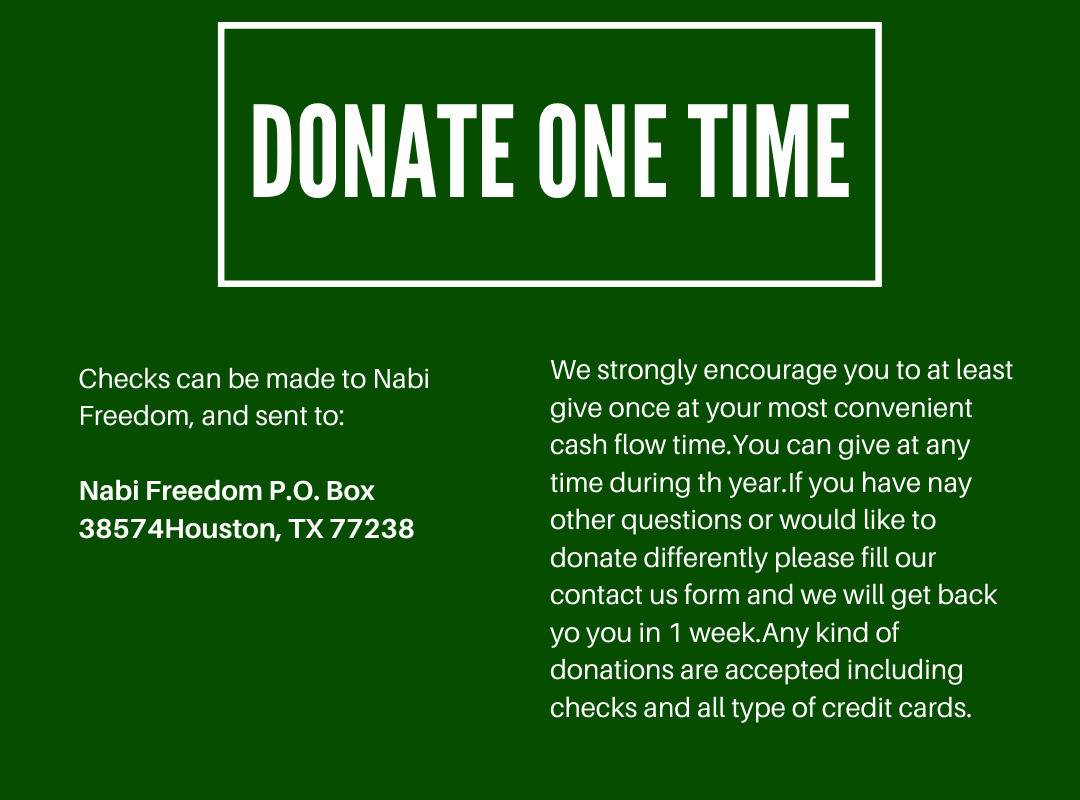 DONATE ONE TIME
Checks can be made to Nabi
Freedom, and sent to:
Nabi Freedom P.O. Box
38574Houston, TX 77238
We strongly encourage you to at least
give once at your most convenient
cash flow time.You can give at any
time during th year.If you have nay
other questions or would like to
donate differently please fill our
contact us form and we will get back
yo you in 1 week.Any kind of
donations are accepted including
checks and all type of credit cards.